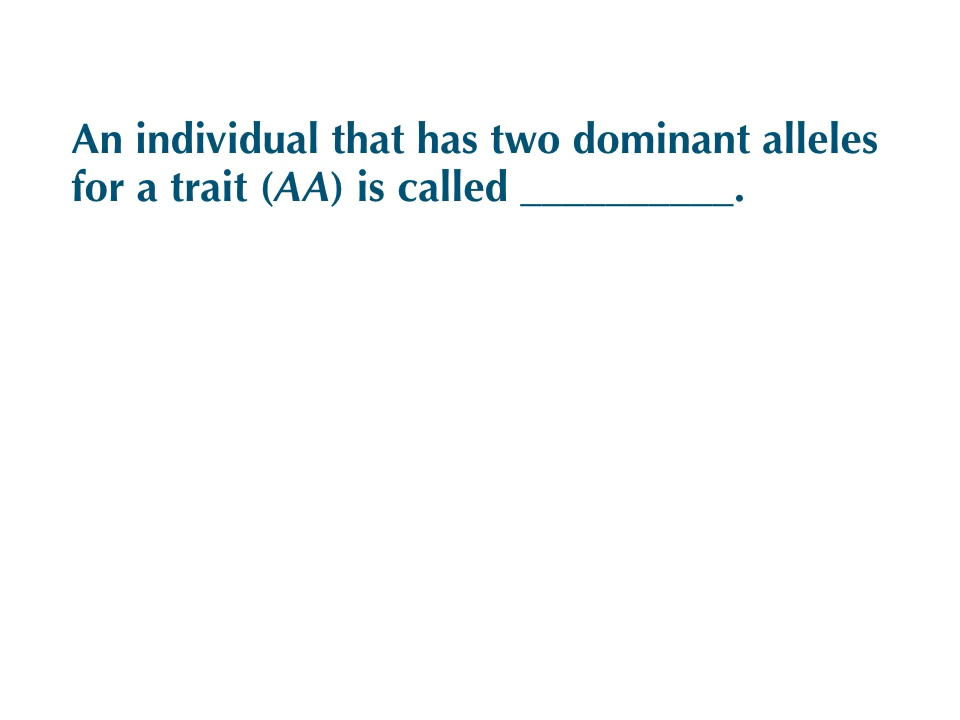 An individual that has two dominant alleles
for a trait (AA) is called __________.